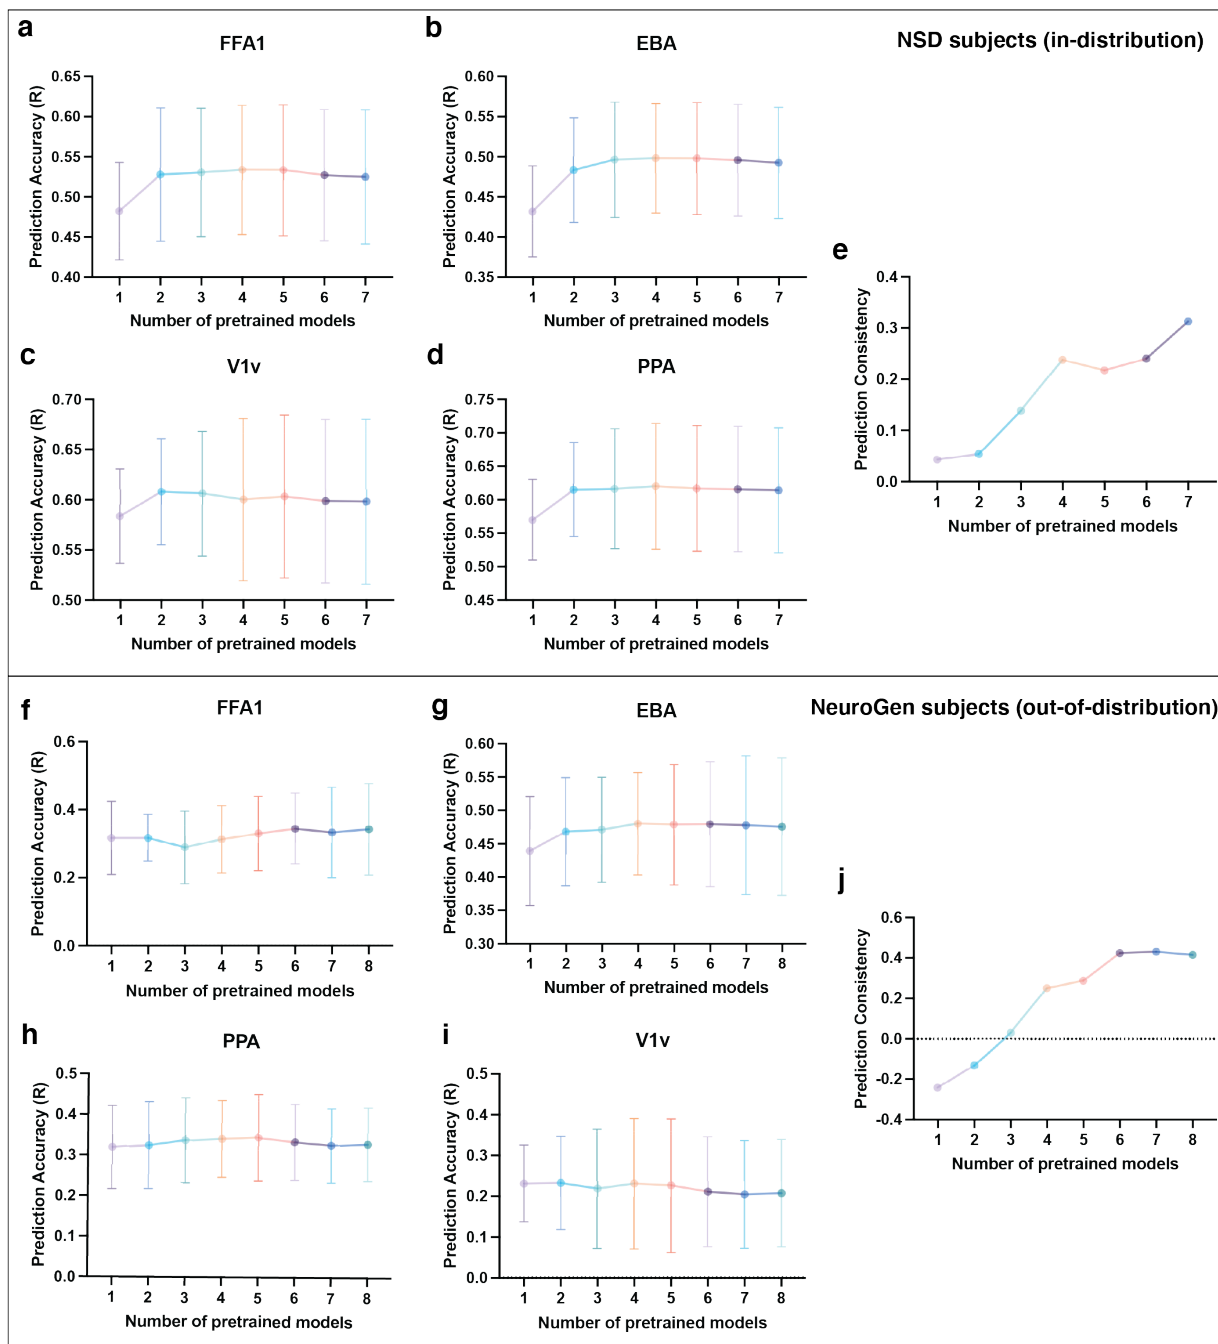 NSD subjects (in-distribution)
a
FFA1
Prediction Accuracy (R)
0.65
0.60
0.55
0.50
0.45
0.40
1 2 3 4 5 6 7
Number of pretrained models
b
EBA
Prediction Accuracy (R)
0.60
0.55
0.50
0.45
0.40
0.35
1 2 3 4 5 6 7
Number of pretrained models
c
V1v
Prediction Accuracy (R)
0.70
0.65
0.60
0.55
0.50
1 2 3 4 5 6 7
Number of pretrained models
d
PPA
Prediction Accuracy (R)
0.75
0.70
0.65
0.60
0.55
0.50
0.45
1 2 3 4 5 6 7
Number of pretrained models
e
Prediction Consistency
0.4
0.3
0.2
0.1
0.0
1 2 3 4 5 6 7
Number of pretrained models
NeuroGen subjects (out-of-distribution)
f
FFA1
Prediction Accuracy (R)
0.6
0.4
0.2
0.0
1 2 3 4 5 6 7 8
Number of pretrained models
g
EBA
Prediction Accuracy (R)
0.60
0.55
0.50
0.45
0.40
0.35
0.30
1 2 3 4 5 6 7 8
Number of pretrained models
h
PPA
Prediction Accuracy (R)
0.5
0.4
0.3
0.2
0.1
0.0
1 2 3 4 5 6 7 8
Number of pretrained models
i
V1v
Prediction Accuracy (R)
0.5
0.4
0.3
0.2
0.1
0.0
1 2 3 4 5 6 7 8
Number of pretrained models
j
Prediction Consistency
0.6
0.4
0.2
0.0
-0.2
-0.4
1 2 3 4 5 6 7 8
Number of pretrained models